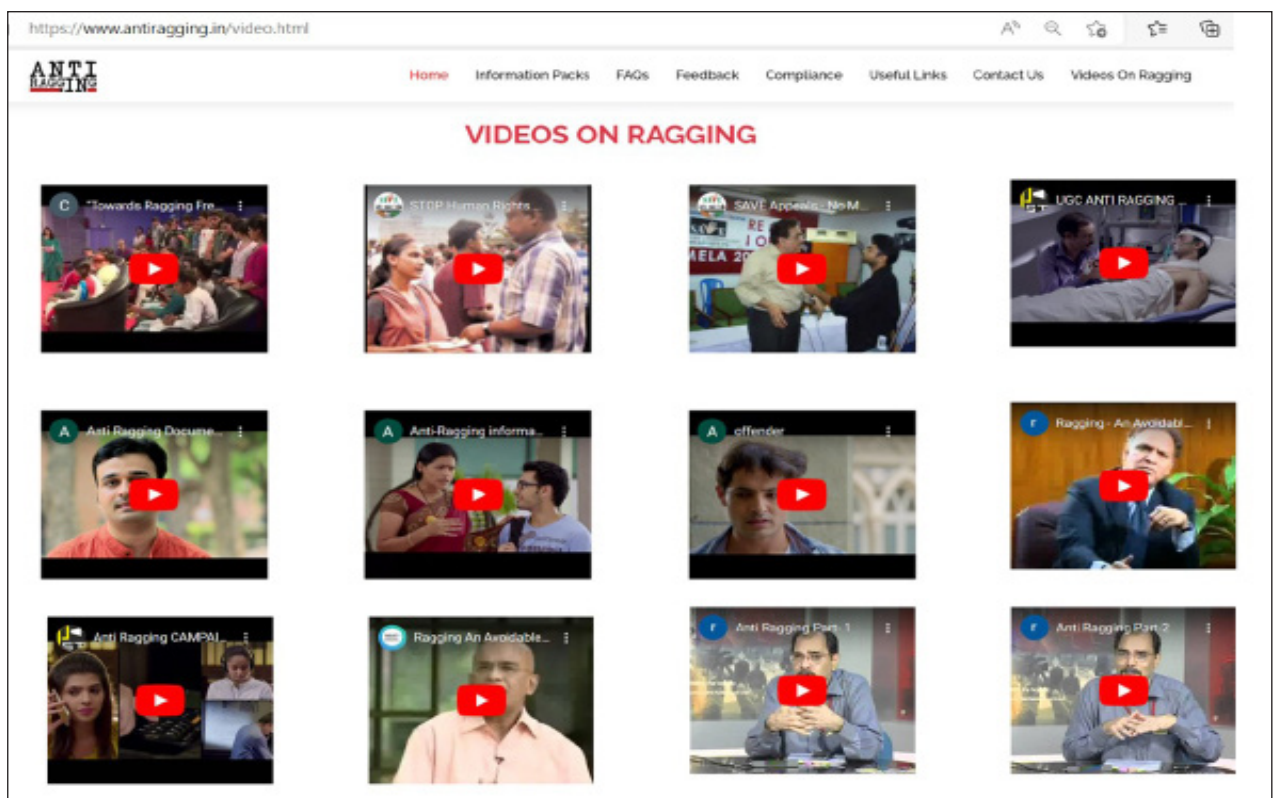 https://www.antiragging.in/video.html
ANTI
RAGGING
Home Information Packs FAQs Feedback Compliance Useful Links Contact Us Videos On Ragging
VIDEOS ON RAGGING
C "Towards Ragging Fre...
STOP Human Rights ...
SAVE Appeals - No M...
UGC ANTI RAGGING ...
MELA 20
A Anti Ragging Docume...
A Anti-Ragging informa...
A offender
F Ragging - An Avoidabl...
Anti Ragging CAMPAI...
Ragging An Avoidable...
F Anti Ragging Part- 1
F Anti Ragging Part-2